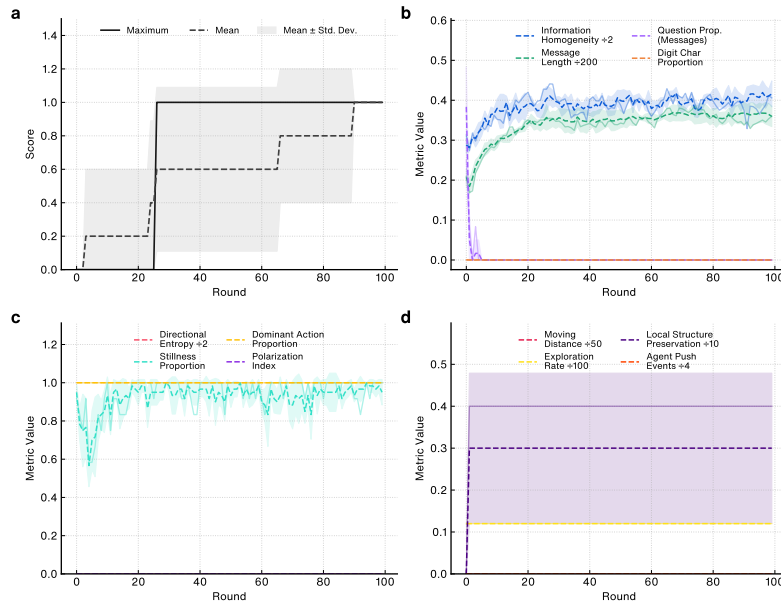 a
Maximum
Mean
Mean ± Std. Dev.
1.4
1.2
1.0
0.8
0.6
0.4
0.2
0.0
Score
0
20
40
60
80
100
Round
b
Information
Homogeneity ÷2
Message
Length ÷200
Question Prop.
(Messages)
Digit Char
Proportion
0.6
0.5
0.4
0.3
0.2
0.1
0.0
Metric Value
0
20
40
60
80
100
Round
c
Directional
Entropy ÷2
Stillness
Proportion
Dominant Action
Proportion
Polarization
Index
1.2
1.0
0.8
0.6
0.4
0.2
0.0
Metric Value
0
20
40
60
80
100
Round
d
Moving
Distance ÷50
Exploration
Rate ÷100
Local Structure
Preservation ÷10
Agent Push
Events ÷4
0.5
0.4
0.3
0.2
0.1
0.0
Metric Value
0
20
40
60
80
100
Round